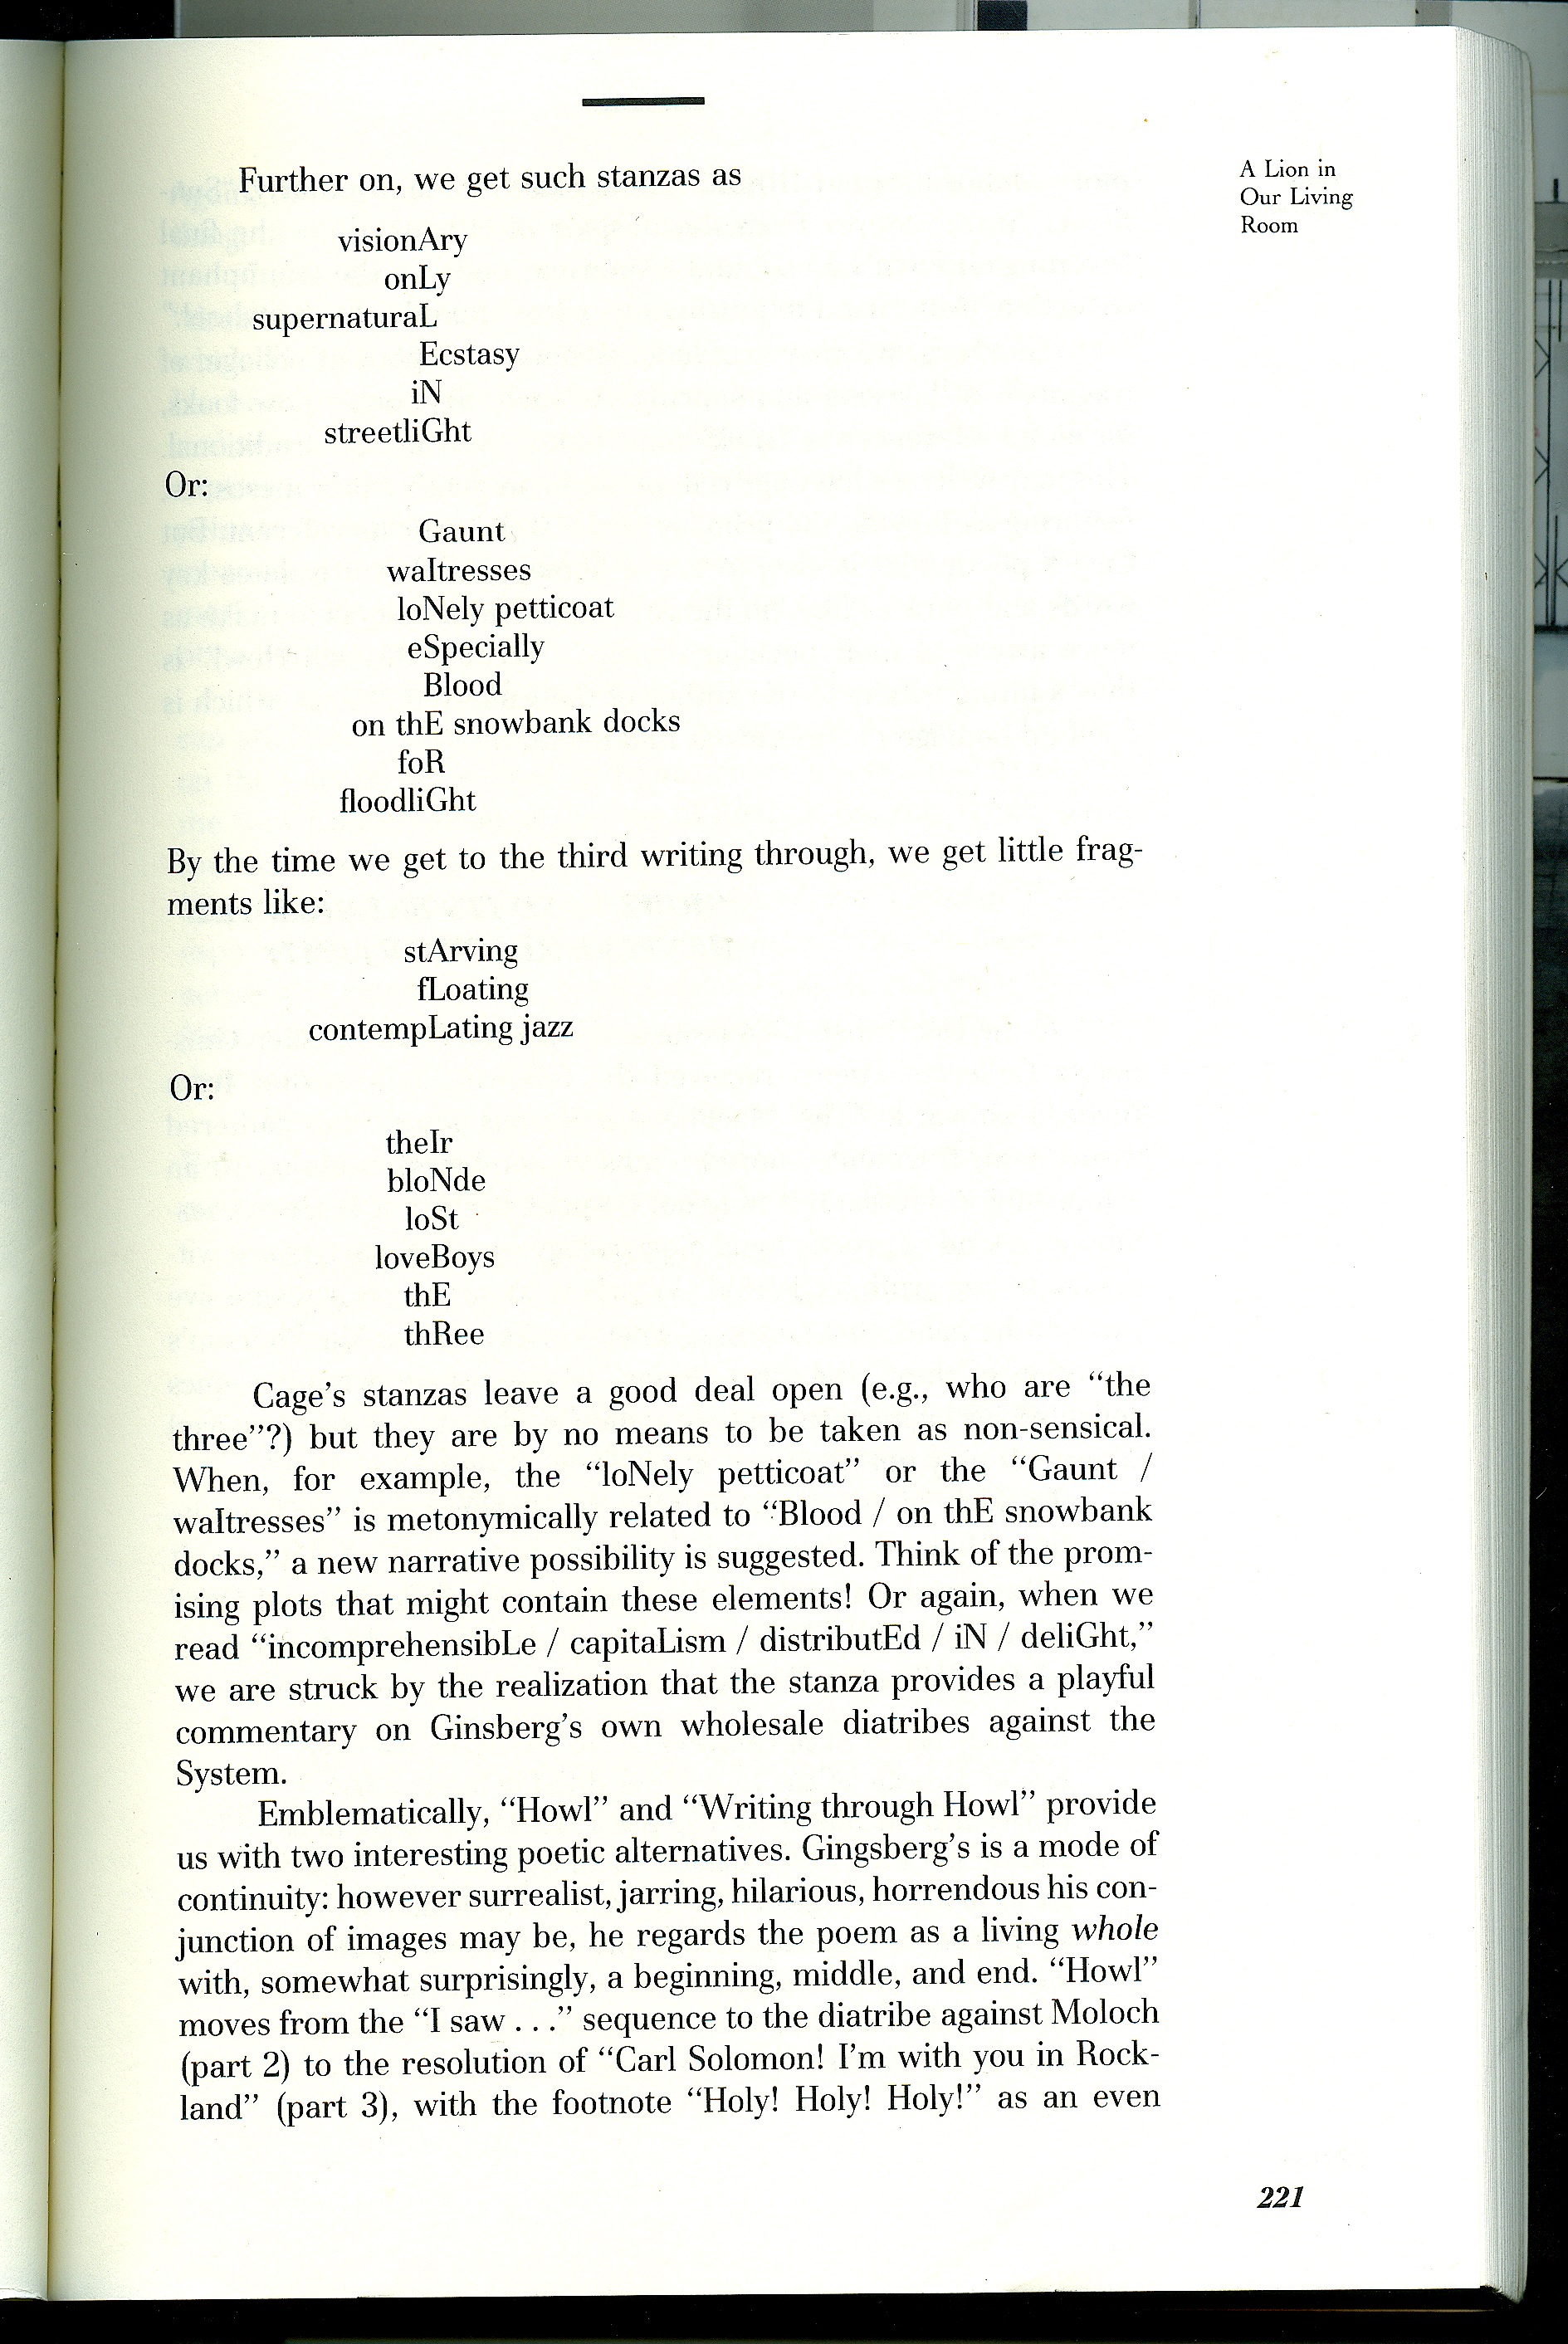 Further on, we get such stanzas as
A Lion in
Our Living
Room
visionAry
onLy
supernaturaL
Ecstasy
iN
streetliGht
Or:
Gaunt
waItresses
loNely petticoat
eSpecially
Blood
on thE snowbank docks
foR
floodliGht
By the time we get to the third writing through, we get little frag-
ments like:
stArving
fLoating
contempLating jazz
Or:
theIr
bloNde
loSt
loveBoys
thE
thRee
Cage's stanzas leave a good deal open (e.g., who are “the
three”?) but they are by no means to be taken as non-sensical.
When, for example, the “loNely petticoat” or the “Gaunt /
waItresses” is metonymically related to “Blood / on thE snowbank
docks,” a new narrative possibility is suggested. Think of the prom-
ising plots that might contain these elements! Or again, when we
read “incomprehensibLe / capitaLism / distributEd / iN / deliGht,”
we are struck by the realization that the stanza provides a playful
commentary on Ginsberg's own wholesale diatribes against the
System.
Emblematically, “Howl” and “Writing through Howl” provide
us with two interesting poetic alternatives. Gingsberg's is a mode of
continuity: however surrealist, jarring, hilarious, horrendous his con-
junction of images may be, he regards the poem as a living whole
with, somewhat surprisingly, a beginning, middle, and end. “Howl”
moves from the “I saw . . .” sequence to the diatribe against Moloch
(part 2) to the resolution of “Carl Solomon! I'm with you in Rock-
land” (part 3), with the footnote “Holy! Holy! Holy!” as an even
221